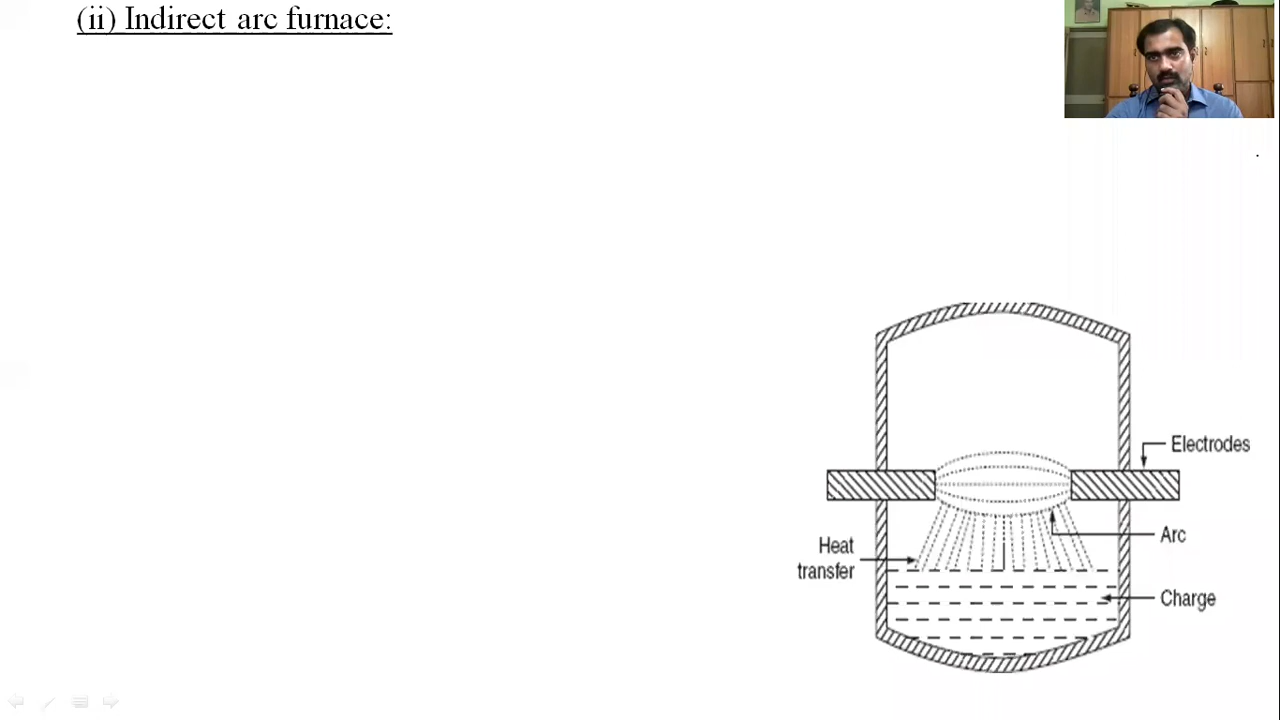 (ii) Indirect arc furnace:
Electrodes
Arc
Heat
transfer
Charge